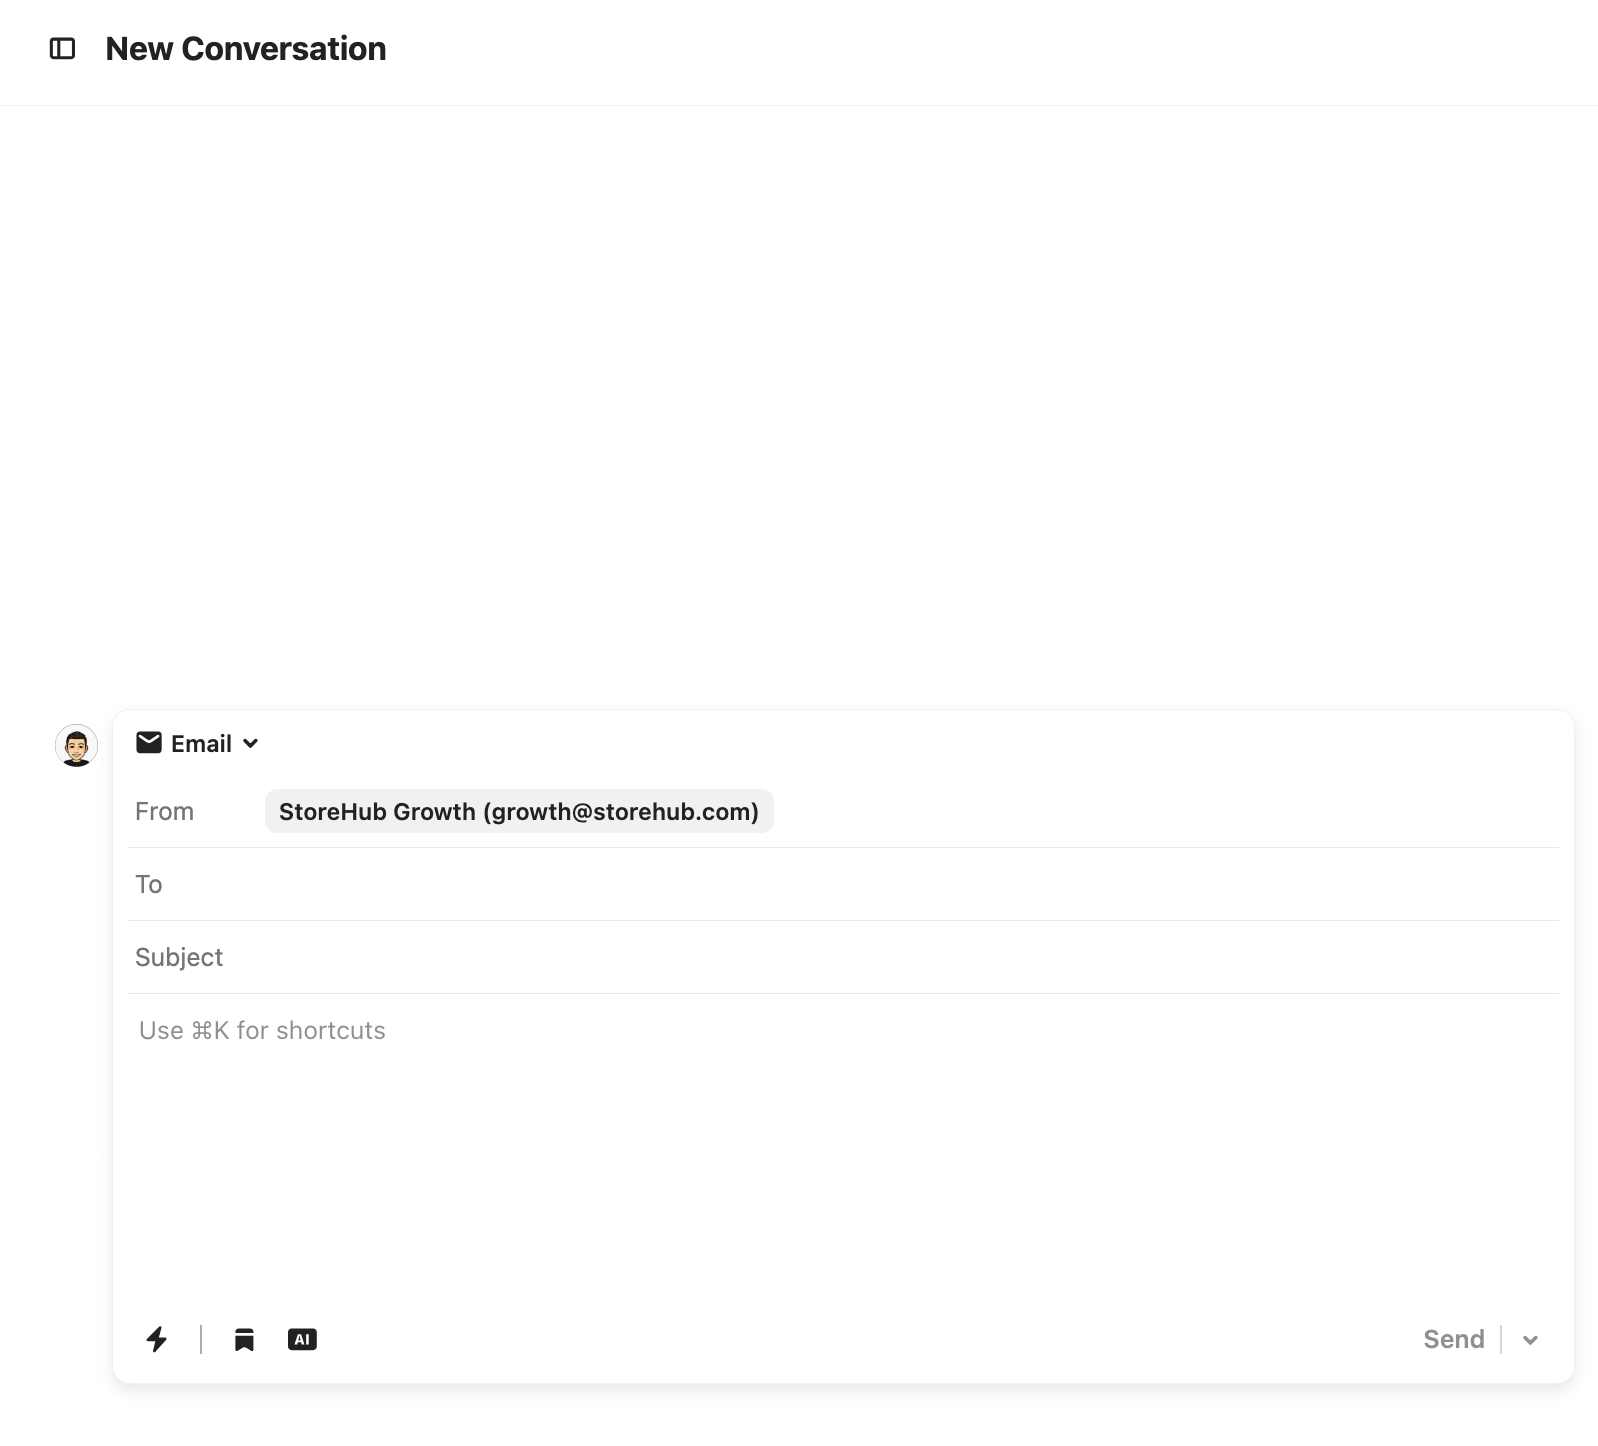 New Conversation
Email
From StoreHub Growth (growth@storehub.com)
To
Subject
Use ⌘K for shortcuts
AI
Send